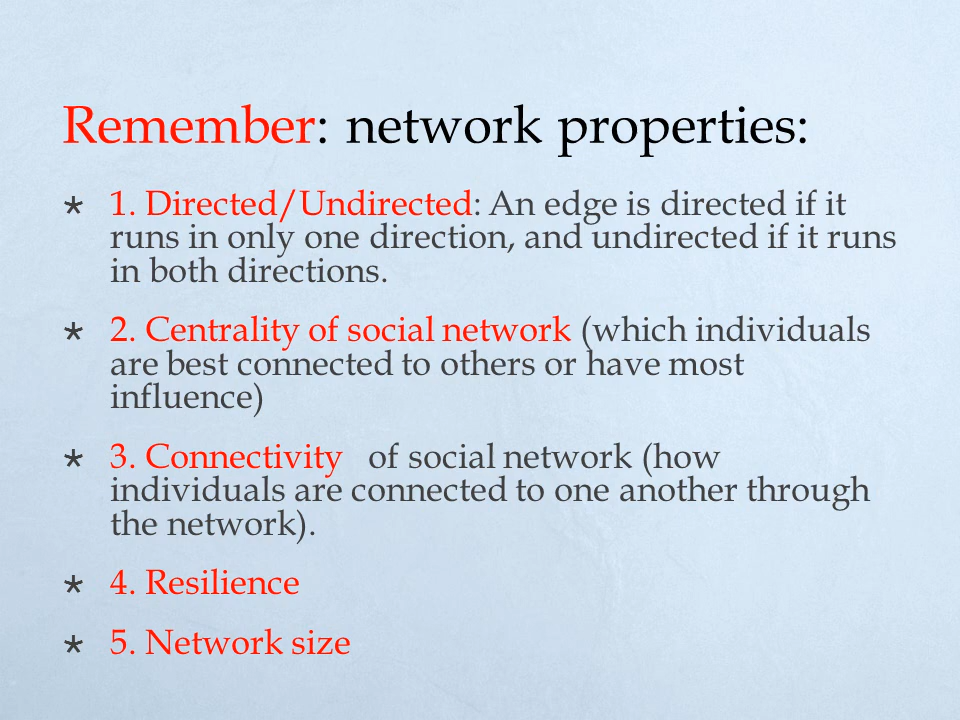 Remember: network properties:
* 1. Directed/Undirected: An edge is directed if it
runs in only one direction, and undirected if it runs
in both directions.
* 2. Centrality of social network (which individuals
are best connected to others or have most
influence)
* 3. Connectivity of social network (how
individuals are connected to one another through
the network).
* 4. Resilience
* 5. Network size